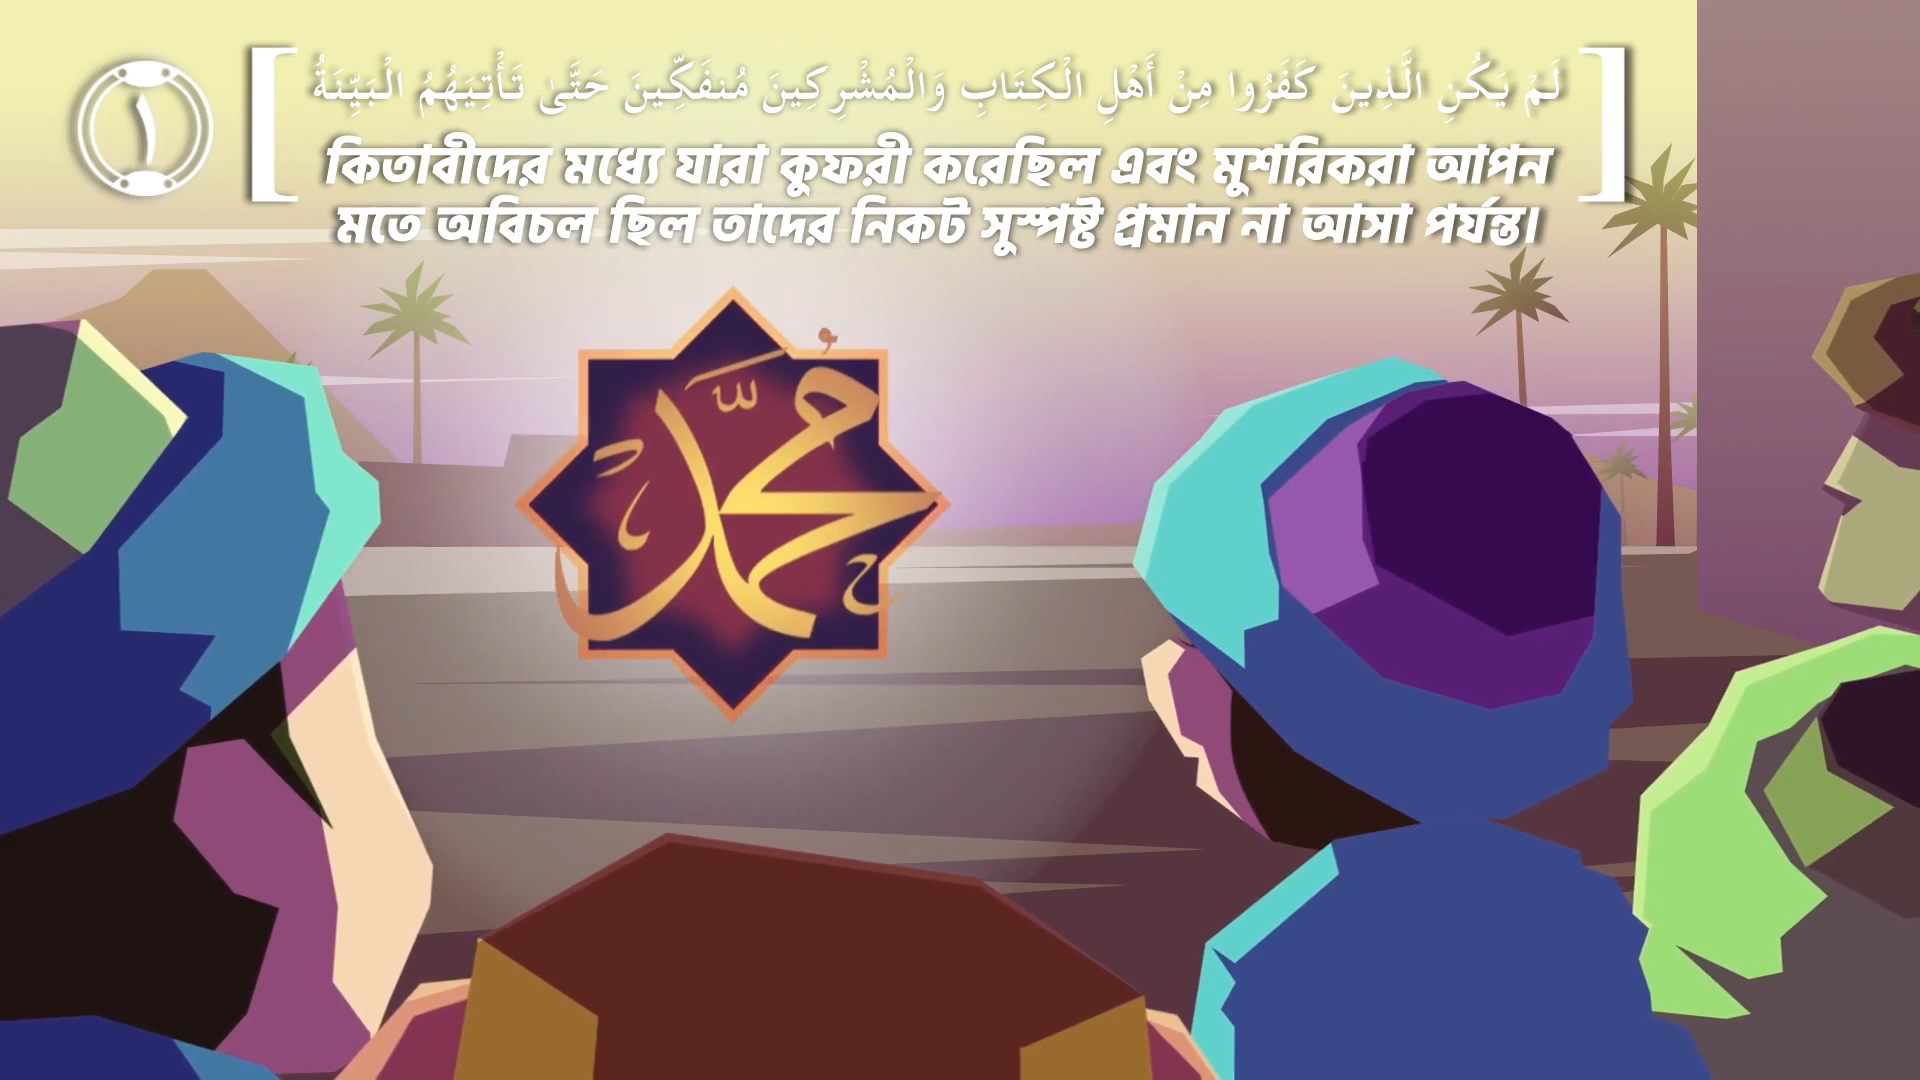 ١
لَمْ يَكُنِ الَّذِينَ كَفَرُوا مِنْ أَهْلِ الْكِتَابِ وَالْمُشْرِكِينَ مُنفَكِّينَ حَتَّىٰ تَأْتِيَهُمُ الْبَيِّنَةُ
কিতাবীদের মধ্যে যারা কুফরী করেছিল এবং মুশরিকরা আপন
মতে অবিচল ছিল তাদের নিকট সুস্পষ্ট প্রমান না আসা পর্যন্ত।
مُحَمَّدٌ